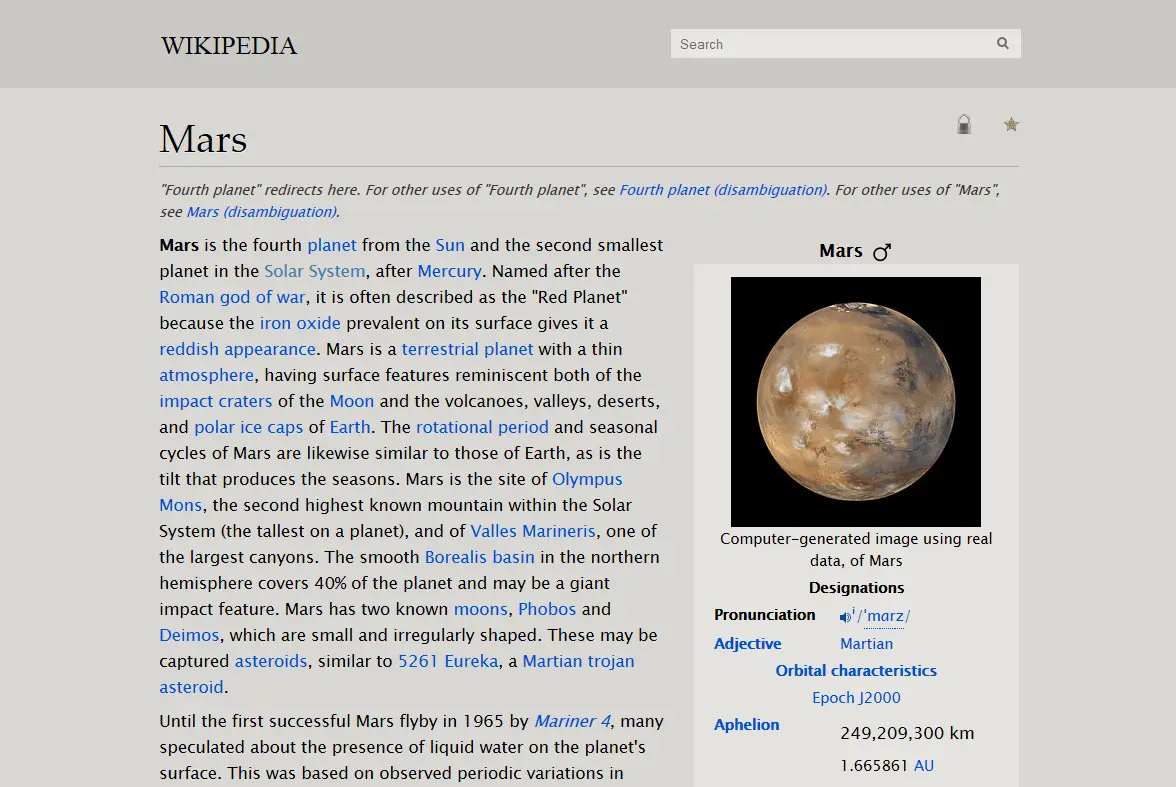 WIKIPEDIA
Search
Mars
"Fourth planet" redirects here. For other uses of "Fourth planet", see Fourth planet (disambiguation). For other uses of "Mars",
see Mars (disambiguation).
Mars is the fourth planet from the Sun and the second smallest
planet in the Solar System, after Mercury. Named after the
Roman god of war, it is often described as the "Red Planet"
because the iron oxide prevalent on its surface gives it a
reddish appearance. Mars is a terrestrial planet with a thin
atmosphere, having surface features reminiscent both of the
impact craters of the Moon and the volcanoes, valleys, deserts,
and polar ice caps of Earth. The rotational period and seasonal
cycles of Mars are likewise similar to those of Earth, as is the
tilt that produces the seasons. Mars is the site of Olympus
Mons, the second highest known mountain within the Solar
System (the tallest on a planet), and of Valles Marineris, one of
the largest canyons. The smooth Borealis basin in the northern
hemisphere covers 40% of the planet and may be a giant
impact feature. Mars has two known moons, Phobos and
Deimos, which are small and irregularly shaped. These may be
captured asteroids, similar to 5261 Eureka, a Martian trojan
asteroid.
Until the first successful Mars flyby in 1965 by Mariner 4, many
speculated about the presence of liquid water on the planet's
surface. This was based on observed periodic variations in
Mars ♂
Computer-generated image using real
data, of Mars
Designations
Pronunciation i/ˈmɑrz/
Adjective Martian
Orbital characteristics
Epoch J2000
Aphelion 249,209,300 km
1.665861 AU